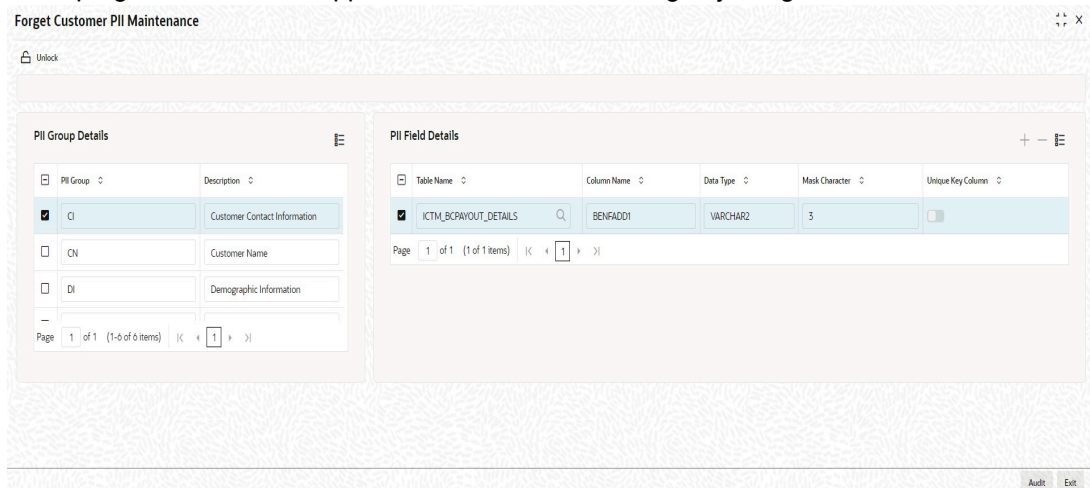 Forget Customer PII Maintenance
Unlock
PII Group Details
PII Group Description
CI Customer Contact Information
CN Customer Name
DI Demographic Information
Page 1 of 1 (1-6 of 6 items) 1
PII Field Details
Table Name Column Name Data Type Mask Character Unique Key Column
ICTM_BCPAYOUT_DETAILS BENFADD1 VARCHAR2 3
Page 1 of 1 (1 of 1 items) 1
Audit Exit